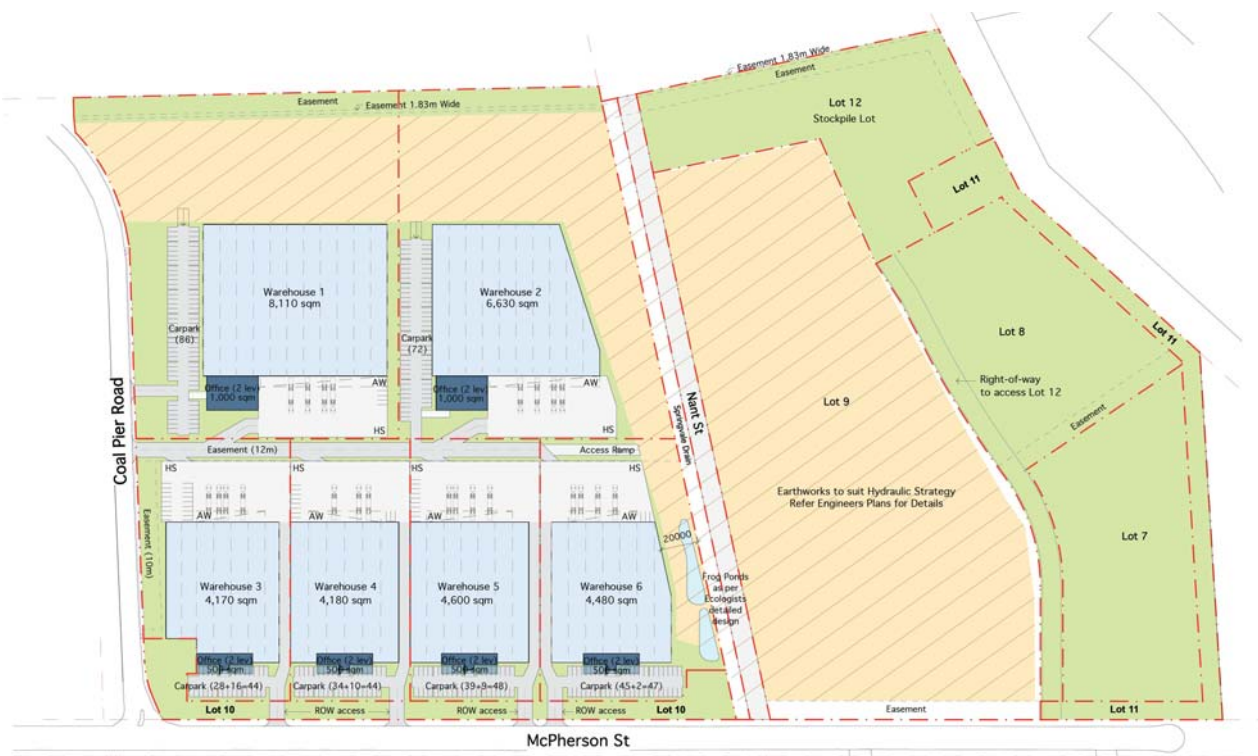 Easement 1.83m Wide
Easement
Lot 12
Stockpile Lot
Easement
Easement 1.83m Wide
Lot 11
Warehouse 1
8,110 sqm
Warehouse 2
6,630 sqm
Carpark
(86)
Carpark
(72)
Lot 8
Lot 11
Office (2 lev)
1,000 sqm
AW
Office (2 lev)
1,000 sqm
AW
Right-of-way
to access Lot 12
Nant St
Springvale Drain
Lot 9
Easement
Coal Pier Road
HS
HS
Easement (12m)
Access Ramp
HS
HS
HS
HS
Earthworks to suit Hydraulic Strategy
Refer Engineers Plans for Details
AW
AW
AW
AW
Easement (10m)
20000
Lot 7
Warehouse 3
4,170 sqm
Warehouse 4
4,180 sqm
Warehouse 5
4,600 sqm
Warehouse 6
4,480 sqm
Frog Ponds
as per
Ecologists
detailed
design
Office (2 lev)
500 sqm
Office (2 lev)
500 sqm
Office (2 lev)
500 sqm
Office (2 lev)
500 sqm
Carpark (28+16=44)
Carpark (34+10=44)
Carpark (39+9=48)
Carpark (45+2=47)
Lot 10
ROW access
ROW access
ROW access
Lot 10
Easement
Lot 11
McPherson St